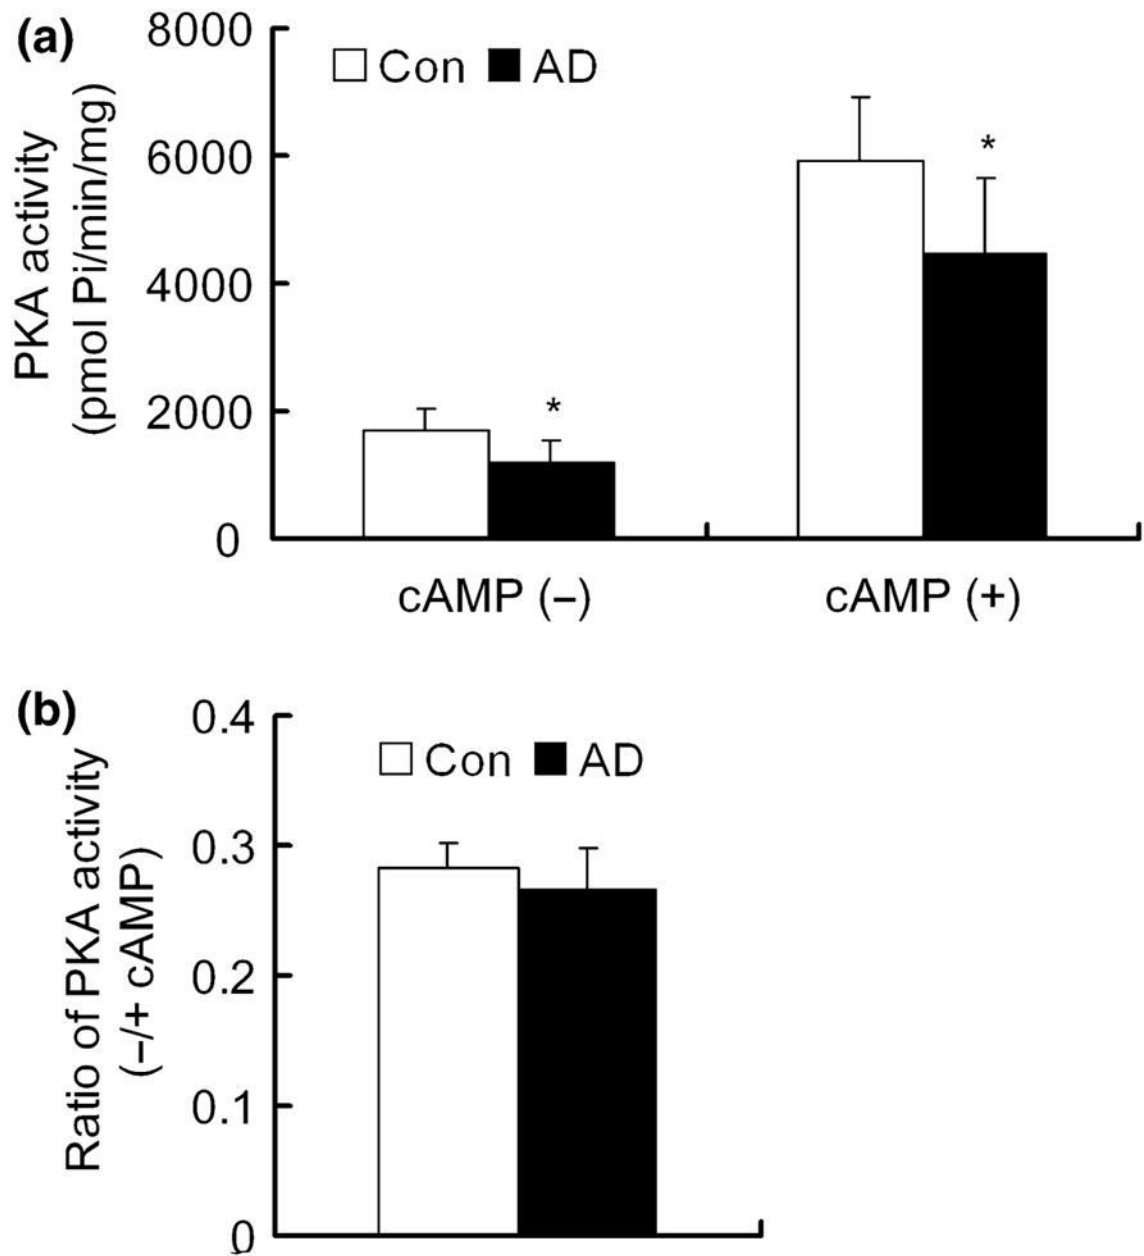 (a)
PKA activity
(pmol Pi/min/mg)
8000
6000
4000
2000
0
Con AD
*
*
cAMP (–) cAMP (+)
(b)
Ratio of PKA activity
(–/+ cAMP)
0.4
0.3
0.2
0.1
0
Con AD